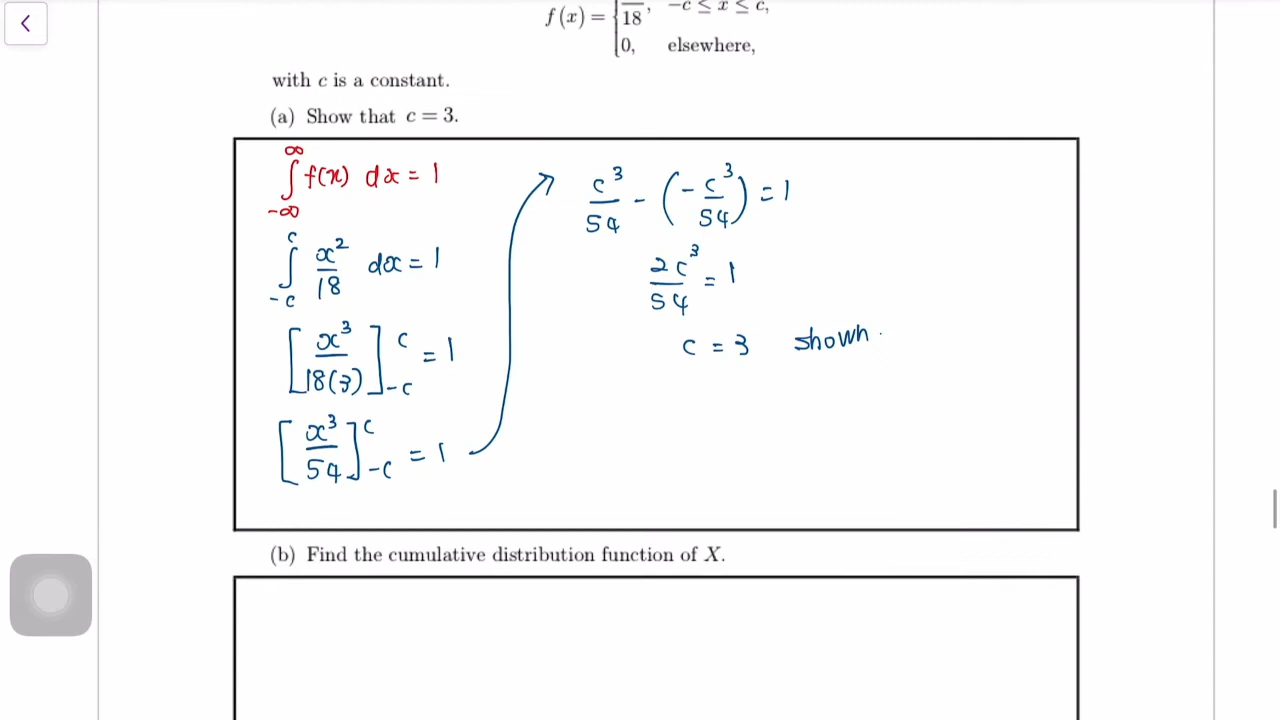 f(x) = { 18, -c ≤ x ≤ c,
0, elsewhere,
with c is a constant.
(a) Show that c = 3.
∫_{-∞}^{∞} f(x) dx = 1
∫_{-c}^{c} x²/18 dx = 1
[x³/18(3)]_{-c}^{c} = 1
[x³/54]_{-c}^{c} = 1
c³/54 - (-c³/54) = 1
2c³/54 = 1
c = 3 shown.
(b) Find the cumulative distribution function of X.